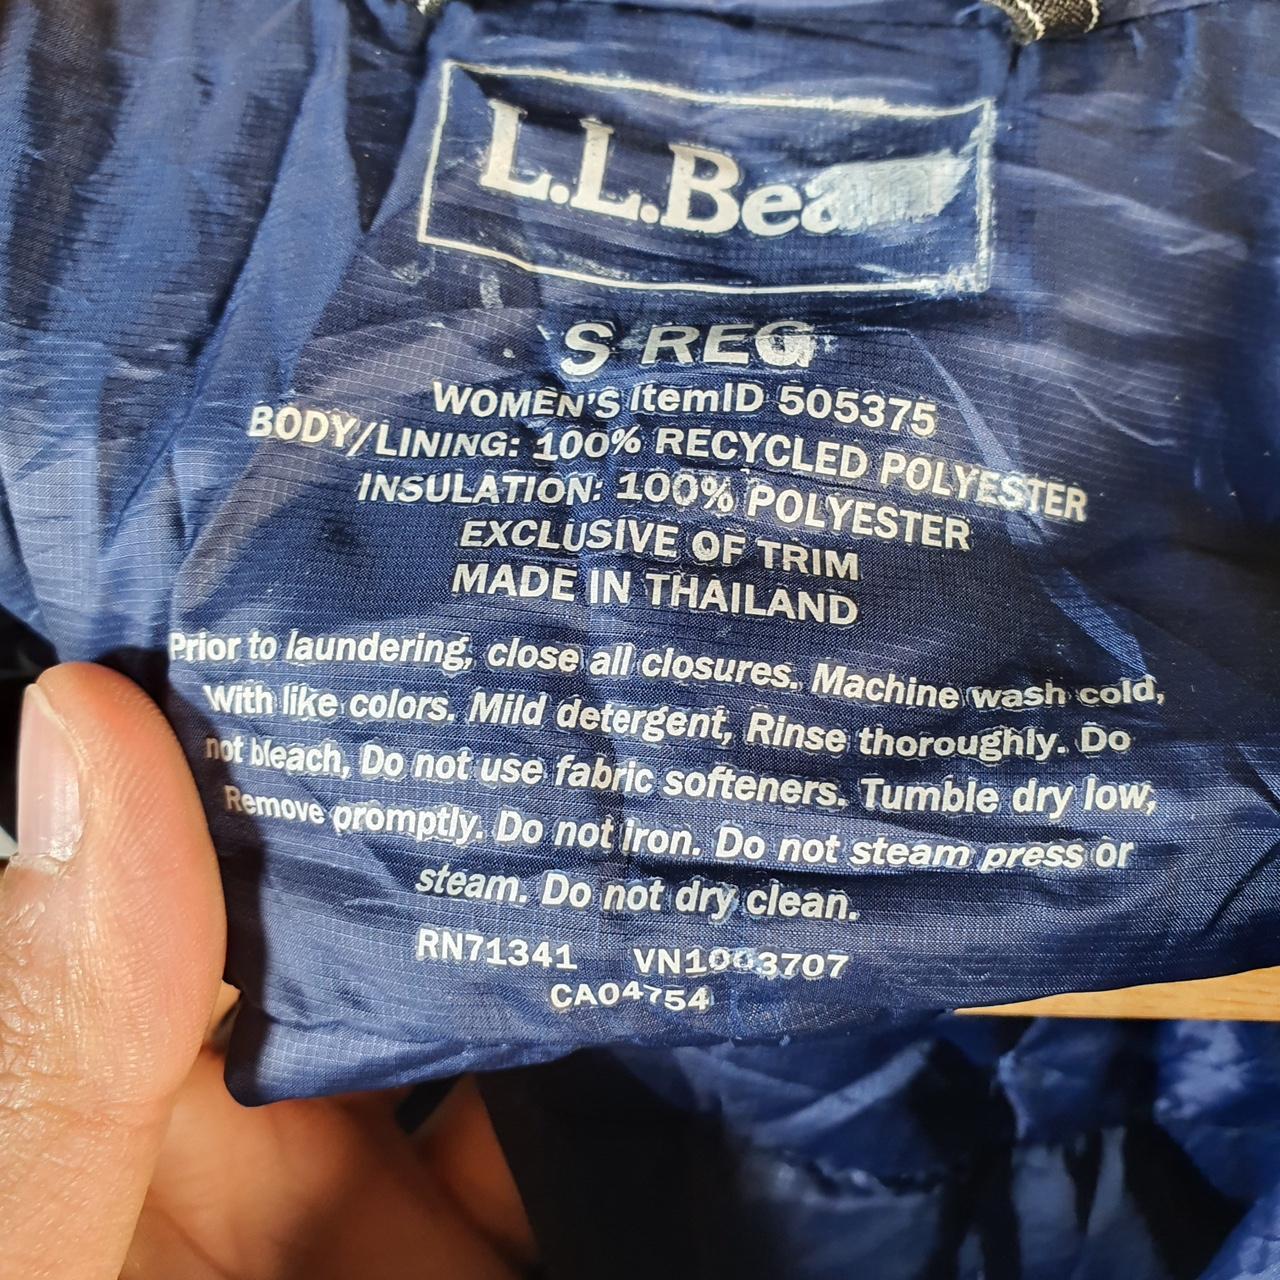 L.L.Bean
S REG
WOMEN'S ItemID 505375
BODY/LINING: 100% RECYCLED POLYESTER
INSULATION: 100% POLYESTER
EXCLUSIVE OF TRIM
MADE IN THAILAND
Prior to laundering, close all closures. Machine wash cold,
With like colors. Mild detergent, Rinse thoroughly. Do
not bleach, Do not use fabric softeners. Tumble dry low,
Remove promptly. Do not iron. Do not steam press or
steam. Do not dry clean.
RN71341 VN1003707
CA04754